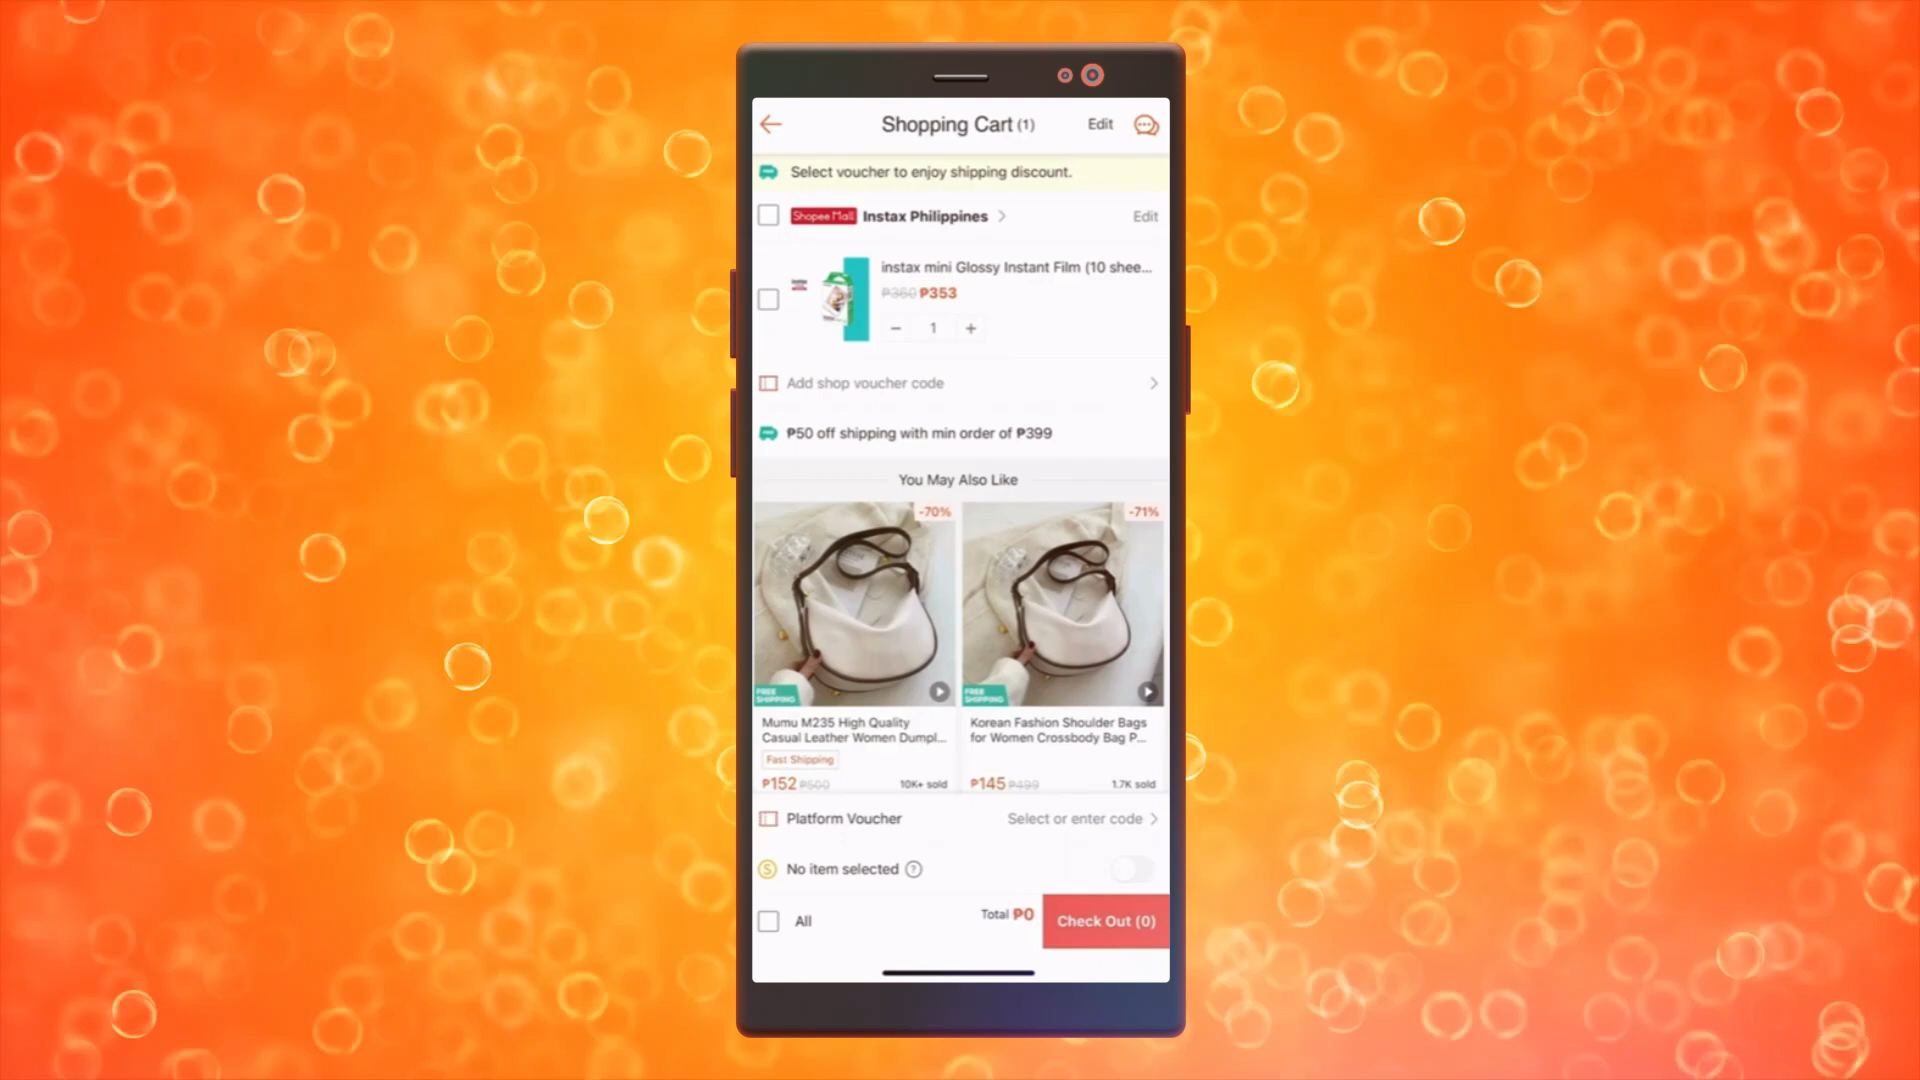 Shopping Cart (1)
Edit
Select voucher to enjoy shipping discount.
Shopee Mall Instax Philippines
Edit
instax mini Glossy Instant Film (10 shee...
₱360 ₱353
− 1 +
Add shop voucher code
₱50 off shipping with min order of ₱399
You May Also Like
-70%
FREE SHIPPING
Mumu M235 High Quality
Casual Leather Women Dumpl...
Fast Shipping
₱152 ₱500 10K+ sold
-71%
FREE SHIPPING
Korean Fashion Shoulder Bags
for Women Crossbody Bag P...
₱145 ₱499 1.7K sold
Platform Voucher Select or enter code
S No item selected ?
All Total ₱0 Check Out (0)